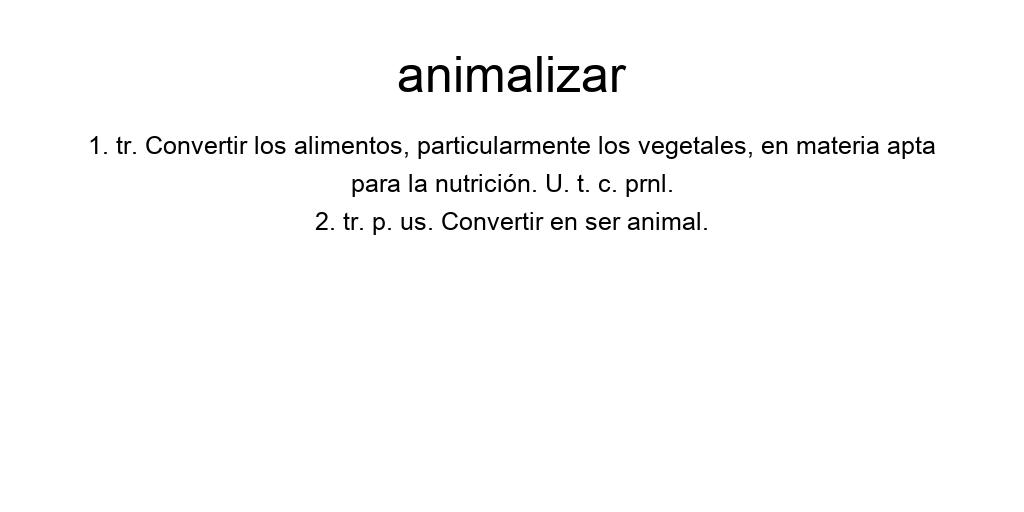 animalizar
1. tr. Convertir los alimentos, particularmente los vegetales, en materia apta
para la nutrición. U. t. c. prnl.
2. tr. p. us. Convertir en ser animal.